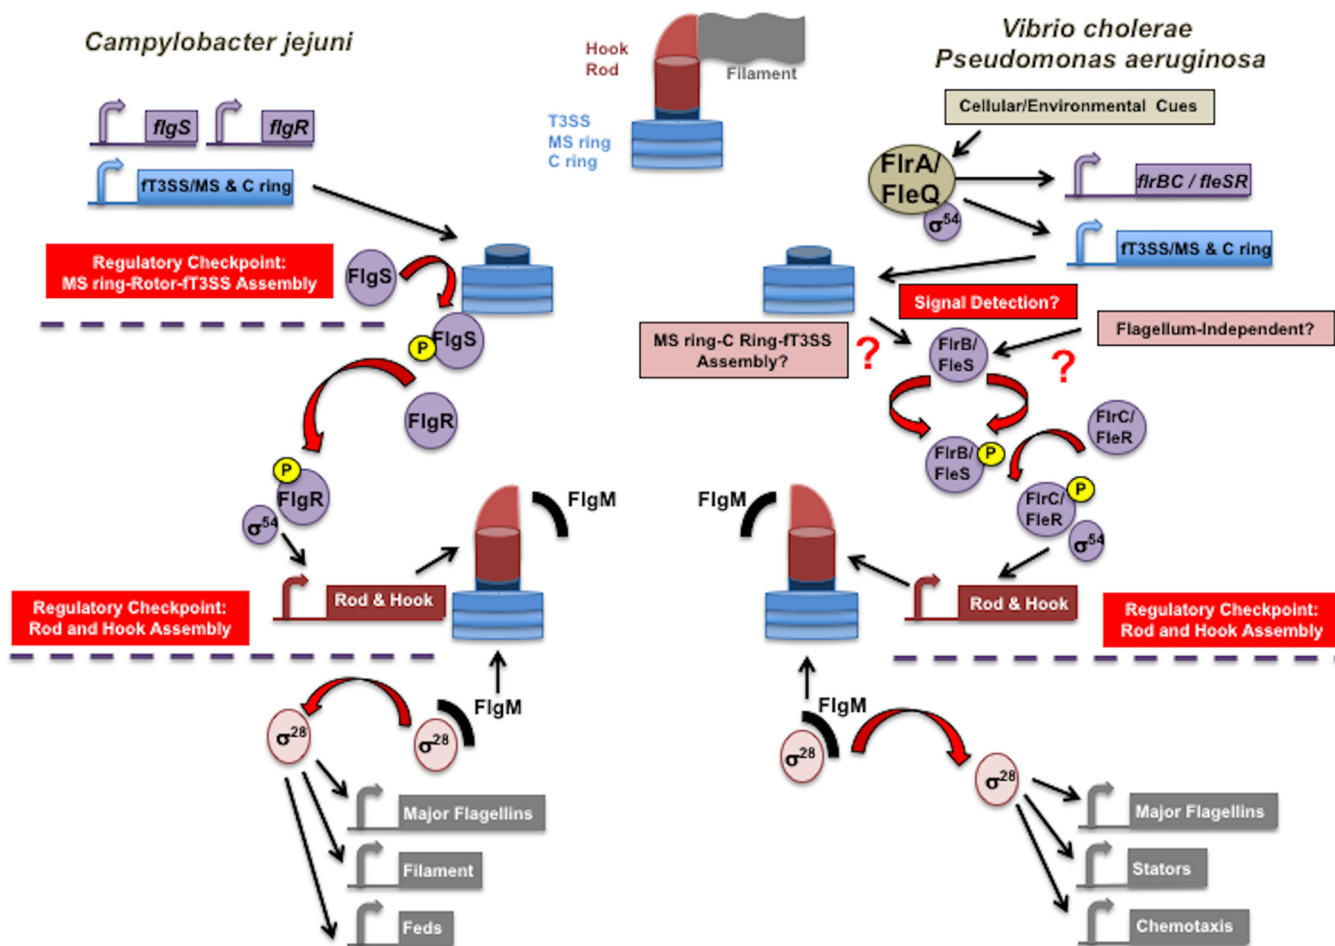 Campylobacter jejuni
flgS
flgR
fT3SS/MS & C ring
Regulatory Checkpoint:
MS ring-Rotor-fT3SS Assembly
FlgS
P
FlgS
FlgR
P
FlgR
σ54
Rod & Hook
FlgM
Regulatory Checkpoint:
Rod and Hook Assembly
FlgM
σ28
σ28
Major Flagellins
Filament
Feds
Hook
Rod
Filament
T3SS
MS ring
C ring
Vibrio cholerae
Pseudomonas aeruginosa
Cellular/Environmental Cues
FlrA/
FleQ
σ54
flrBC / fleSR
fT3SS/MS & C ring
Signal Detection?
MS ring-C Ring-fT3SS
Assembly?
?
FlrB/
FleS
?
Flagellum-Independent?
FlrB/
FleS
P
FlrC/
FleR
FlrC/
FleR
P
σ54
FlgM
Rod & Hook
Regulatory Checkpoint:
Rod and Hook Assembly
FlgM
σ28
σ28
Major Flagellins
Stators
Chemotaxis